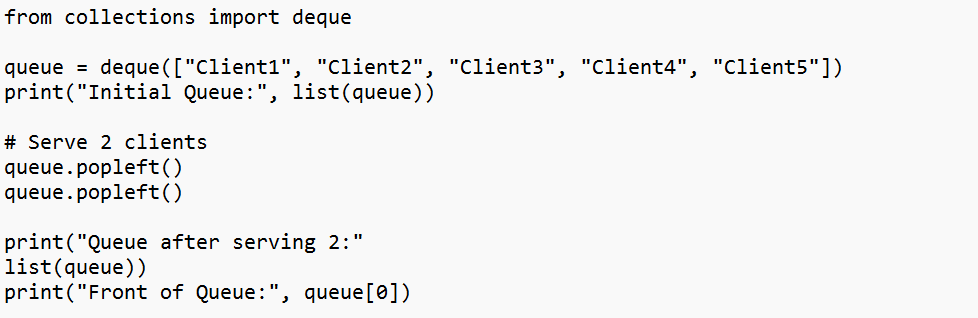 from collections import deque
queue = deque(["Client1", "Client2", "Client3", "Client4", "Client5"])
print("Initial Queue:", list(queue))
# Serve 2 clients
queue.popleft()
queue.popleft()
print("Queue after serving 2:"
list(queue))
print("Front of Queue:", queue[0])